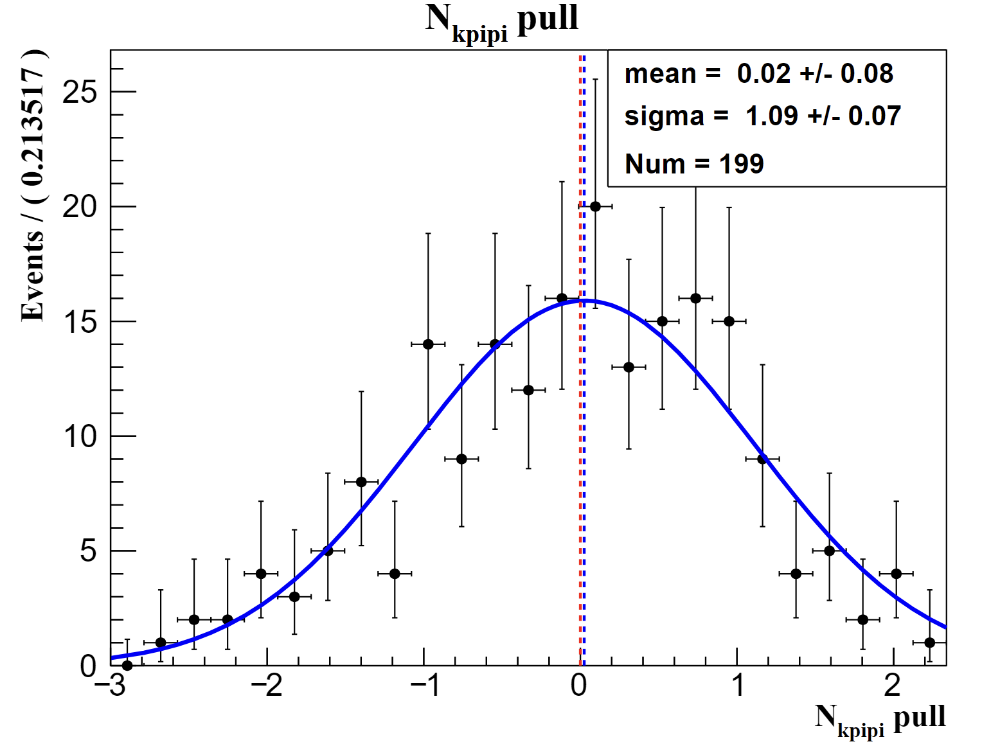 N_kpipi pull
Events / ( 0.213517 )
mean = 0.02 +/- 0.08
sigma = 1.09 +/- 0.07
Num = 199
25
20
15
10
5
0
−3 −2 −1 0 1 2
N_kpipi pull